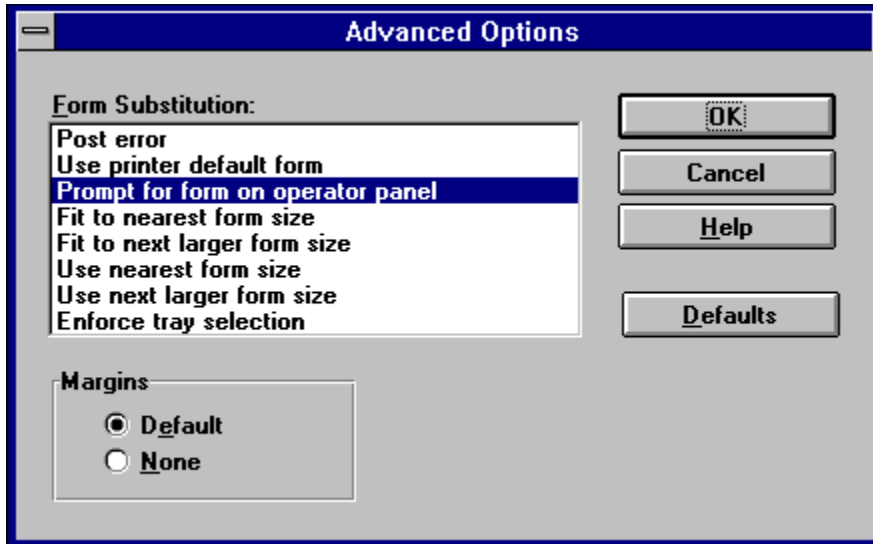 Advanced Options
Form Substitution:
Post error
Use printer default form
Prompt for form on operator panel
Fit to nearest form size
Fit to next larger form size
Use nearest form size
Use next larger form size
Enforce tray selection
OK
Cancel
Help
Defaults
Margins
Default
None